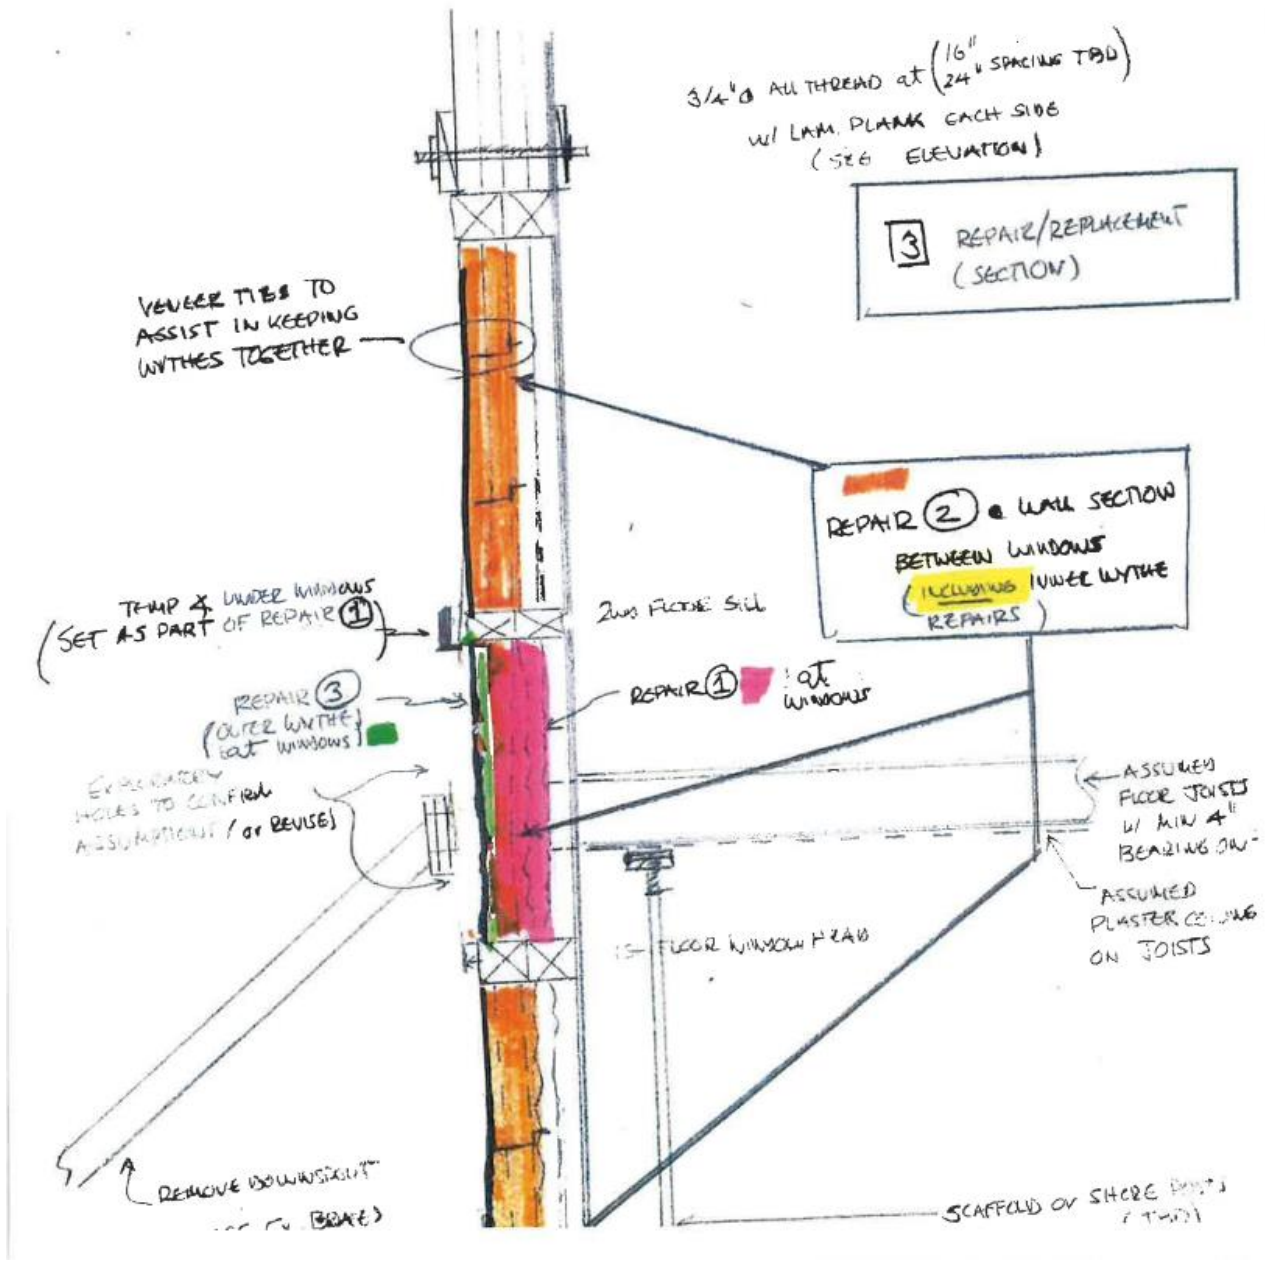 3/4"ø ALL THREAD at (16" 24" SPACING TBD)
W/ LAM. PLANK EACH SIDE
(SEE ELEVATION)
3 REPAIR/REPLACEMENT
(SECTION)
VENEER TIES TO
ASSIST IN KEEPING
WYTHES TOGETHER
REPAIR 2 @ WALL SECTION
BETWEEN WINDOWS
(INCLUDING INNER WYTHE
REPAIRS)
TEMP UNDER WINDOWS
(SET AS PART OF REPAIR 1)
2ND FLOOR SILL
REPAIR 3
(OUTER WYTHE)
at WINDOWS
REPAIR 1 at
WINDOWS
EXPLORATORY
HOLES TO CONFIRM
ASSUMPTIONS (or REVISE)
ASSUMED
FLOOR JOISTS
W/ MIN 4"
BEARING ON
ASSUMED
PLASTER CEILING
ON JOISTS
FLOOR WINDOW HEAD
REMOVE DOWNSPOUT
BRACE)
SCAFFOLD or SHORE POSTS
(TBD)